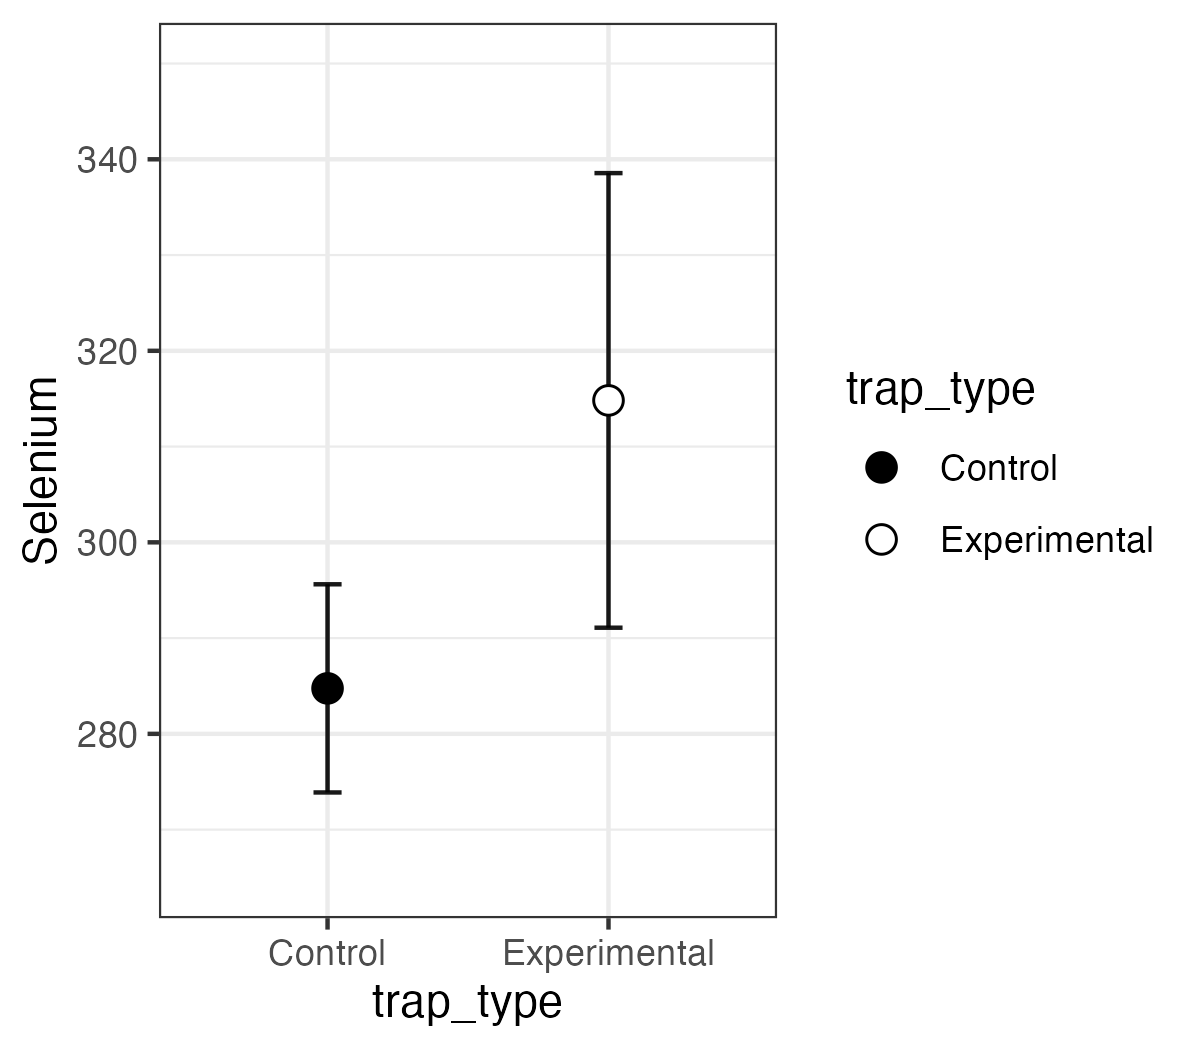 Selenium
340
320
300
280
Control
Experimental
trap_type
trap_type
Control
Experimental